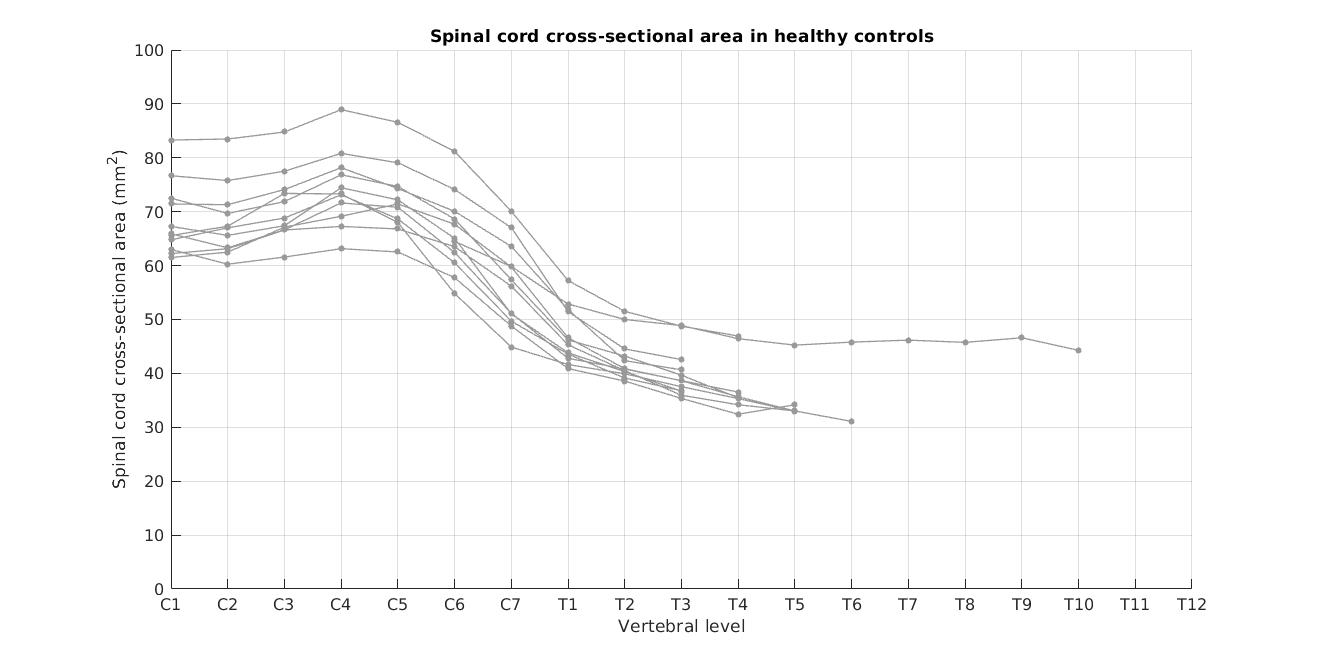 Spinal cord cross-sectional area in healthy controls
Spinal cord cross-sectional area (mm²)
100
90
80
70
60
50
40
30
20
10
0
C1 C2 C3 C4 C5 C6 C7 T1 T2 T3 T4 T5 T6 T7 T8 T9 T10 T11 T12
Vertebral level